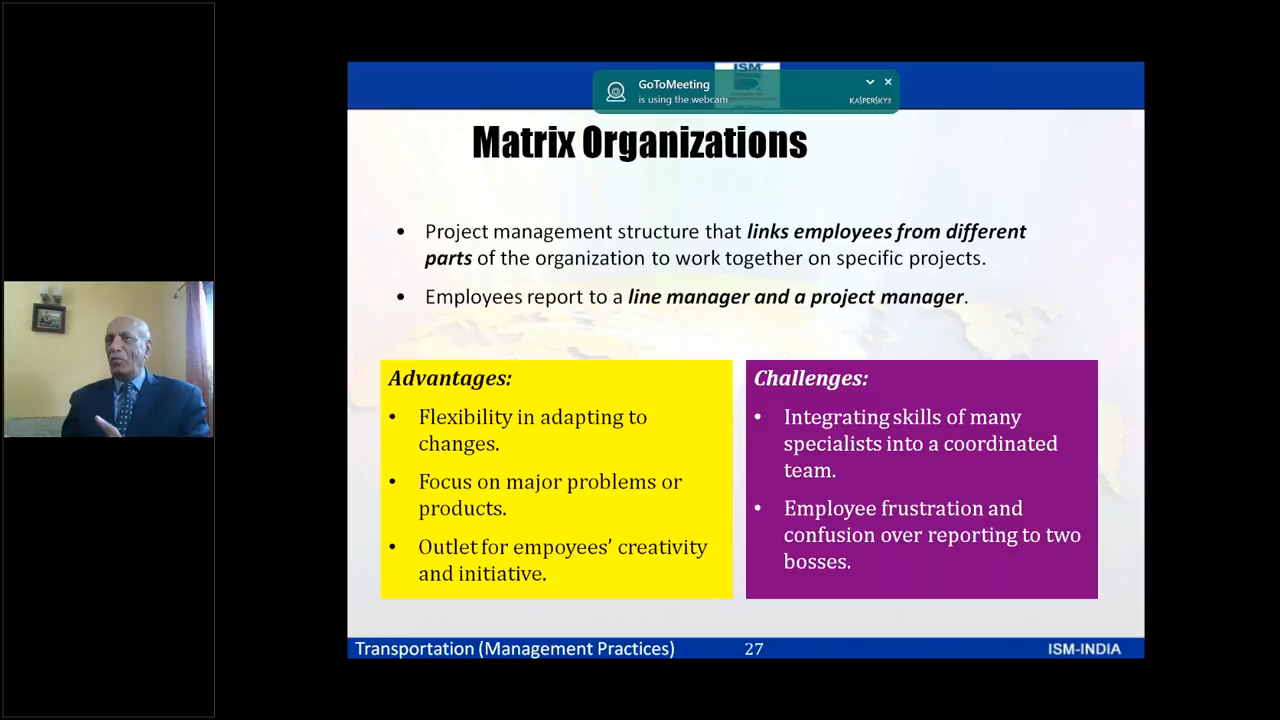 ISM
GoToMeeting
is using the webcam
KASPERSKY
Matrix Organizations
• Project management structure that links employees from different
parts of the organization to work together on specific projects.
• Employees report to a line manager and a project manager.
Advantages:
• Flexibility in adapting to
changes.
• Focus on major problems or
products.
• Outlet for empoyees’ creativity
and initiative.
Challenges:
• Integrating skills of many
specialists into a coordinated
team.
• Employee frustration and
confusion over reporting to two
bosses.
Transportation (Management Practices)
27
ISM-INDIA